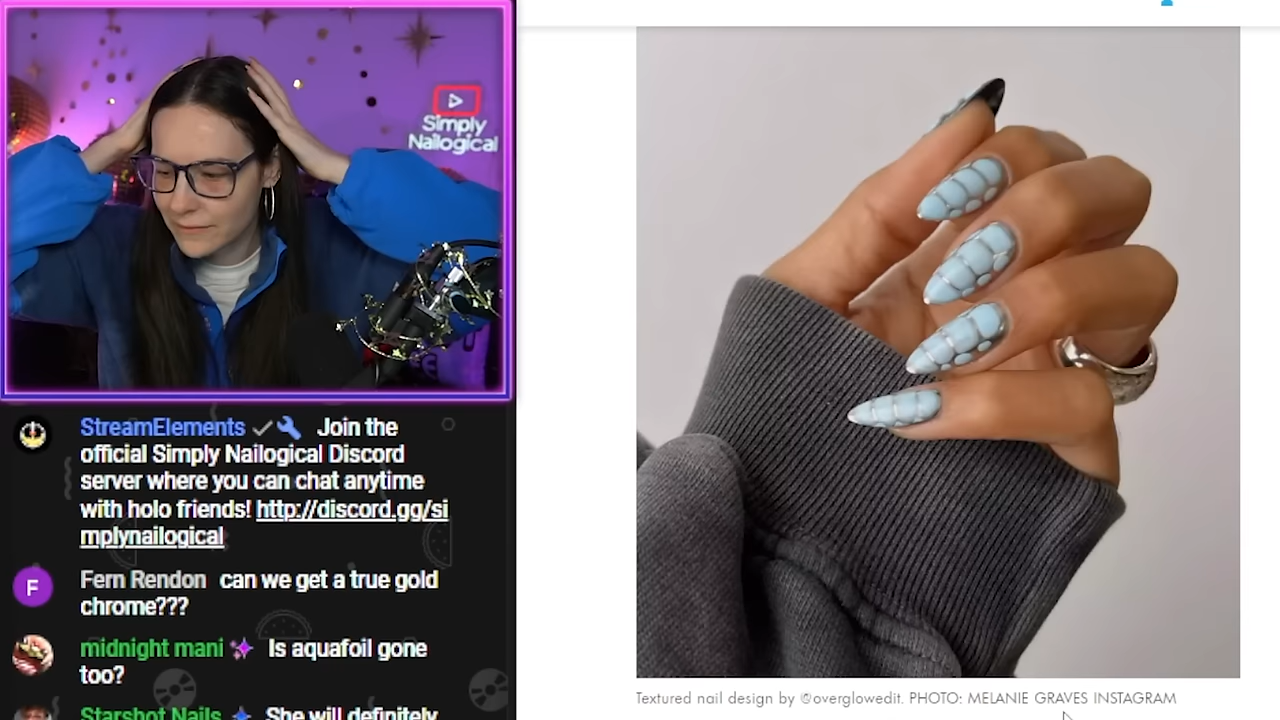 Simply
Nailogical
StreamElements Join the
official Simply Nailogical Discord
server where you can chat anytime
with holo friends! http://discord.gg/si
mplynailogical
F
Fern Rendon can we get a true gold
chrome???
midnight mani Is aquafoil gone
too?
Starshot Nails She will definitely
Textured nail design by @overglowedit. PHOTO: MELANIE GRAVES INSTAGRAM